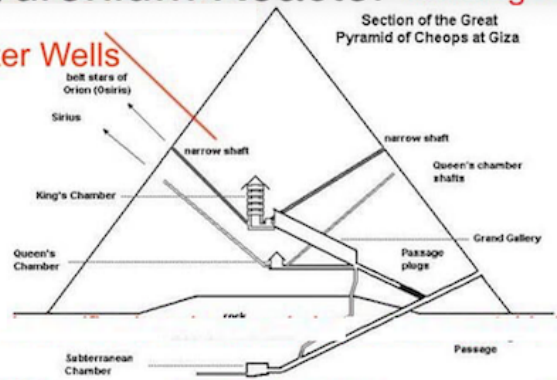 er Wells
Section of the Great
Pyramid of Cheops at Giza
belt stars of
Orion (Osiris)
Sirius
narrow shaft
narrow shaft
Queen's chamber
shafts
King's Chamber
Grand Gallery
Queen's
Chamber
Passage
plugs
rock
Subterranean
Chamber
Passage